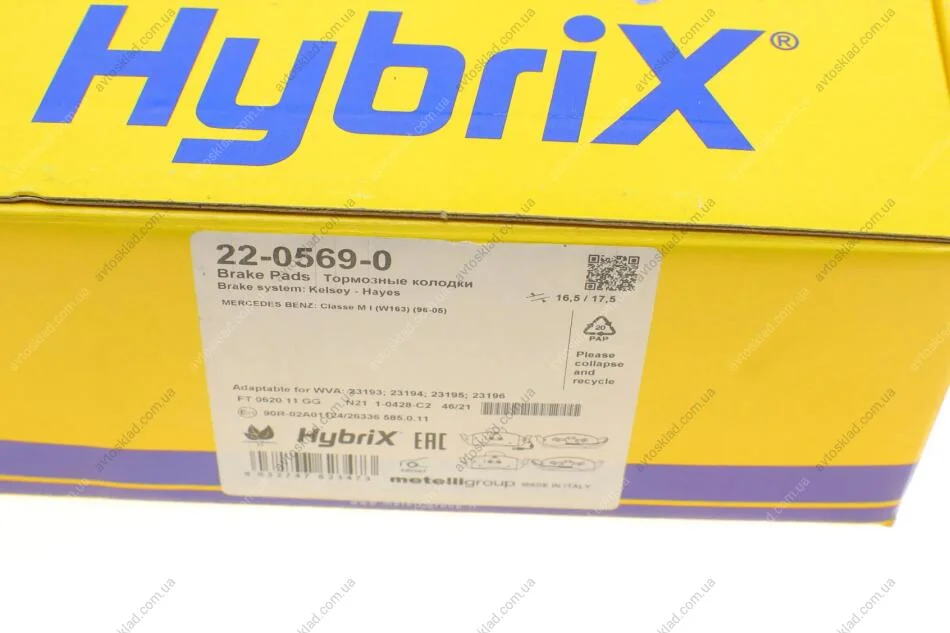 HybriX®
22-0569-0
Brake Pads Тормозные колодки
Brake system: Kelsey - Hayes
16,5 / 17,5
MERCEDES BENZ: Classe M I (W163) (96-05)
20
PAP
Please
collapse
and
recycle
Adaptable for WVA: 23193; 23194; 23195; 23196
FT 0620 11 GG N21 1-0428-C2 46/21
90R-02A01124/26336 585.0.11
HybriX EAC
metelligroup MADE IN ITALY
avtosklad.com.ua